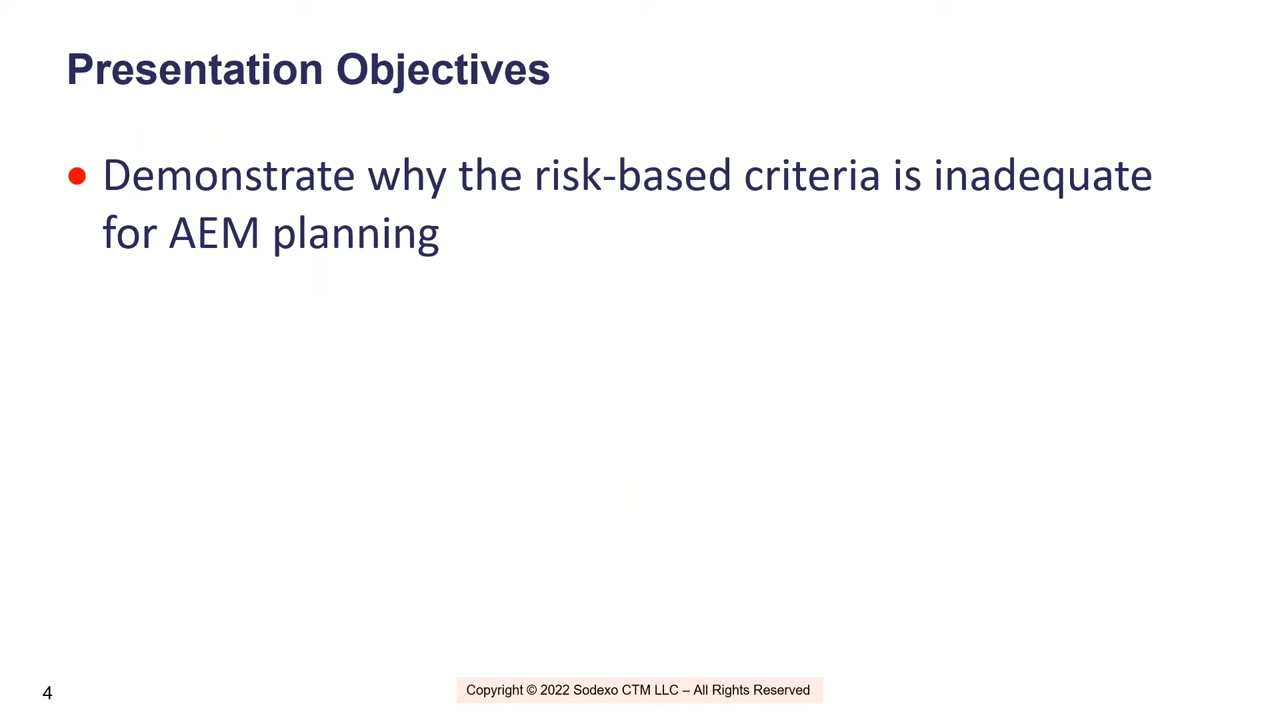 Presentation Objectives
• Demonstrate why the risk-based criteria is inadequate
for AEM planning
4
Copyright © 2022 Sodexo CTM LLC – All Rights Reserved